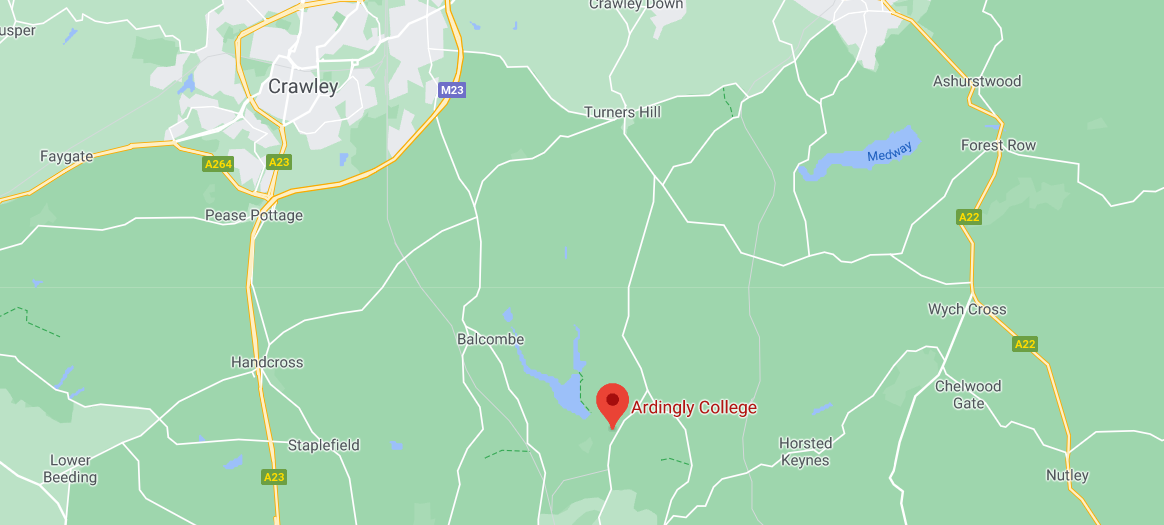 Crawley Down
usper
Crawley
M23
Ashurstwood
Turners Hill
Forest Row
Medway
Faygate
A264
A23
Pease Pottage
A22
Wych Cross
Balcombe
A22
Handcross
Chelwood
Gate
Ardingly College
Staplefield
Horsted
Keynes
Lower
Beeding
A23
Nutley